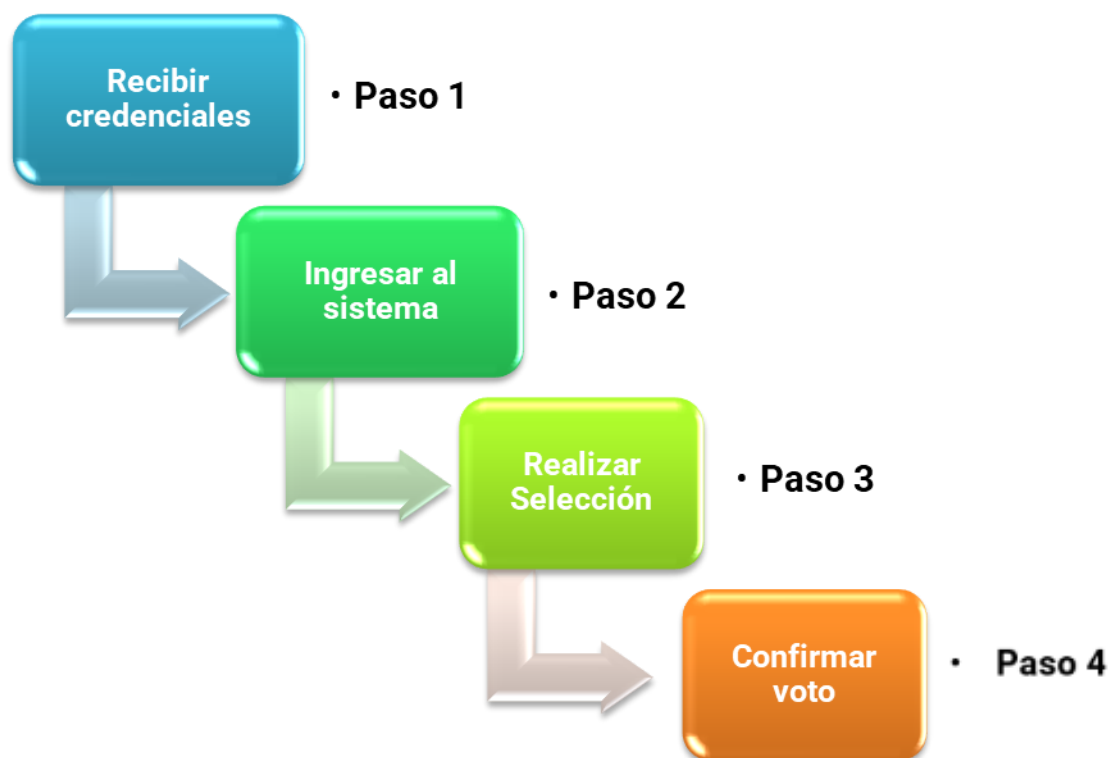 Recibir
credenciales
• Paso 1
Ingresar al
sistema
• Paso 2
Realizar
Selección
• Paso 3
Confirmar
voto
• Paso 4